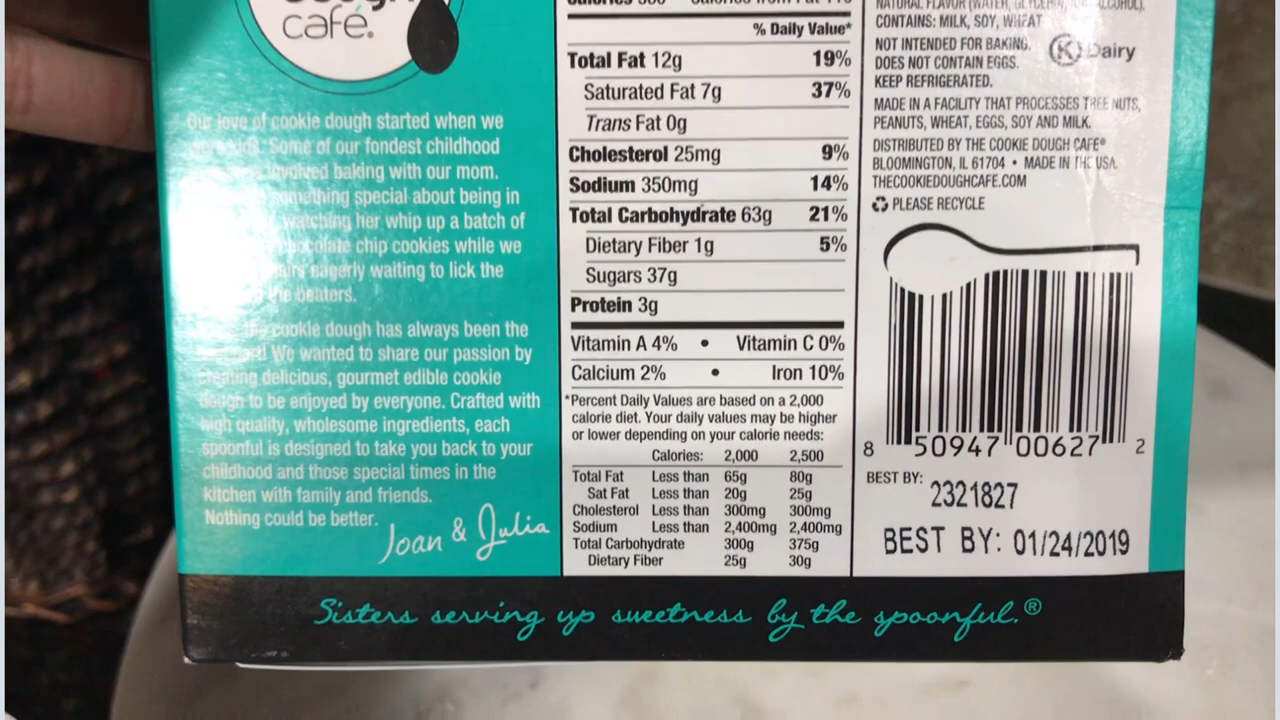 café.
Our love of cookie dough started when we
Some of our fondest childhood
involved baking with our mom.
something special about being in
watching her whip up a batch of
chocolate chip cookies while we
eagerly waiting to lick the
the beaters.
the cookie dough has always been the
We wanted to share our passion by
creating delicious, gourmet edible cookie
dough to be enjoyed by everyone. Crafted with
high quality, wholesome ingredients, each
spoonful is designed to take you back to your
childhood and those special times in the
kitchen with family and friends.
Nothing could be better.
Joan & Julia
% Daily Value*
Total Fat 12g 19%
Saturated Fat 7g 37%
Trans Fat 0g
Cholesterol 25mg 9%
Sodium 350mg 14%
Total Carbohydrate 63g 21%
Dietary Fiber 1g 5%
Sugars 37g
Protein 3g
Vitamin A 4% • Vitamin C 0%
Calcium 2% • Iron 10%
*Percent Daily Values are based on a 2,000
calorie diet. Your daily values may be higher
or lower depending on your calorie needs:
Calories: 2,000 2,500
Total Fat Less than 65g 80g
Sat Fat Less than 20g 25g
Cholesterol Less than 300mg 300mg
Sodium Less than 2,400mg 2,400mg
Total Carbohydrate 300g 375g
Dietary Fiber 25g 30g
NATURAL FLAVOR (WATER, GLYCERIN,
CONTAINS: MILK, SOY, WHEAT
NOT INTENDED FOR BAKING.
DOES NOT CONTAIN EGGS.
KEEP REFRIGERATED.
K Dairy
MADE IN A FACILITY THAT PROCESSES TREE NUTS,
PEANUTS, WHEAT, EGGS, SOY AND MILK.
DISTRIBUTED BY THE COOKIE DOUGH CAFE®
BLOOMINGTON, IL 61704 • MADE IN THE USA.
THECOOKIEDOUGHCAFE.COM
PLEASE RECYCLE
8 50947 00627 2
BEST BY:
2321827
BEST BY: 01/24/2019
Sisters serving up sweetness by the spoonful.®